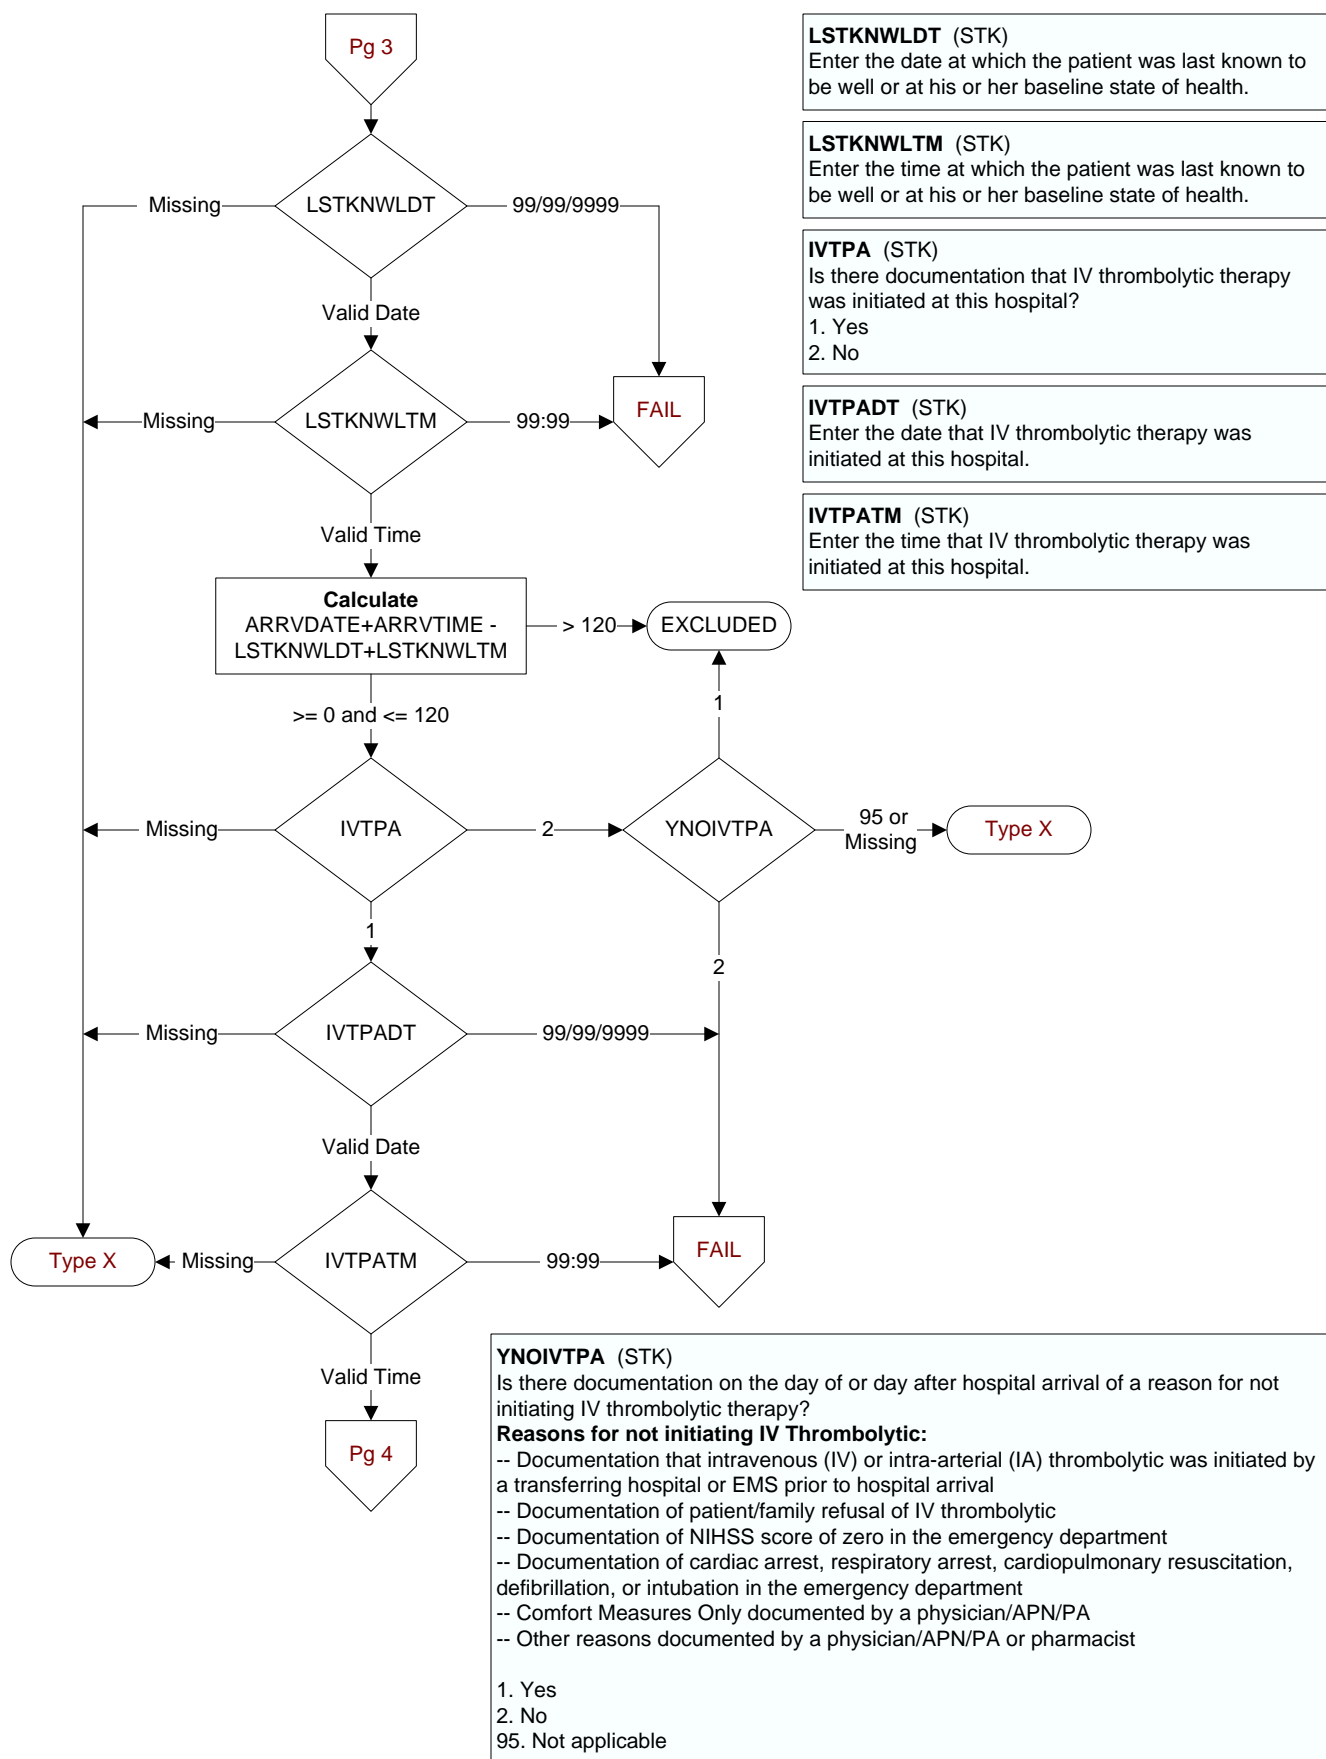 Pg 3
LSTKNWLDT (STK)
Enter the date at which the patient was last known to
be well or at his or her baseline state of health.
LSTKNWLTM (STK)
Enter the time at which the patient was last known to
be well or at his or her baseline state of health.
IVTPA (STK)
Is there documentation that IV thrombolytic therapy
was initiated at this hospital?
1. Yes
2. No
IVTPADT (STK)
Enter the date that IV thrombolytic therapy was
initiated at this hospital.
IVTPATM (STK)
Enter the time that IV thrombolytic therapy was
initiated at this hospital.
Missing
LSTKNWLDT
99/99/9999
Valid Date
Missing
LSTKNWLTM
99:99
FAIL
Valid Time
Calculate
ARRVDATE+ARRVTIME -
LSTKNWLDT+LSTKNWLTM
> 120
EXCLUDED
>= 0 and <= 120
1
Missing
IVTPA
2
YNOIVTPA
95 or
Missing
Type X
1
2
Missing
IVTPADT
99/99/9999
Valid Date
Type X
Missing
IVTPATM
99:99
FAIL
Valid Time
Pg 4
YNOIVTPA (STK)
Is there documentation on the day of or day after hospital arrival of a reason for not
initiating IV thrombolytic therapy?
Reasons for not initiating IV Thrombolytic:
-- Documentation that intravenous (IV) or intra-arterial (IA) thrombolytic was initiated by
a transferring hospital or EMS prior to hospital arrival
-- Documentation of patient/family refusal of IV thrombolytic
-- Documentation of NIHSS score of zero in the emergency department
-- Documentation of cardiac arrest, respiratory arrest, cardiopulmonary resuscitation,
defibrillation, or intubation in the emergency department
-- Comfort Measures Only documented by a physician/APN/PA
-- Other reasons documented by a physician/APN/PA or pharmacist
1. Yes
2. No
95. Not applicable